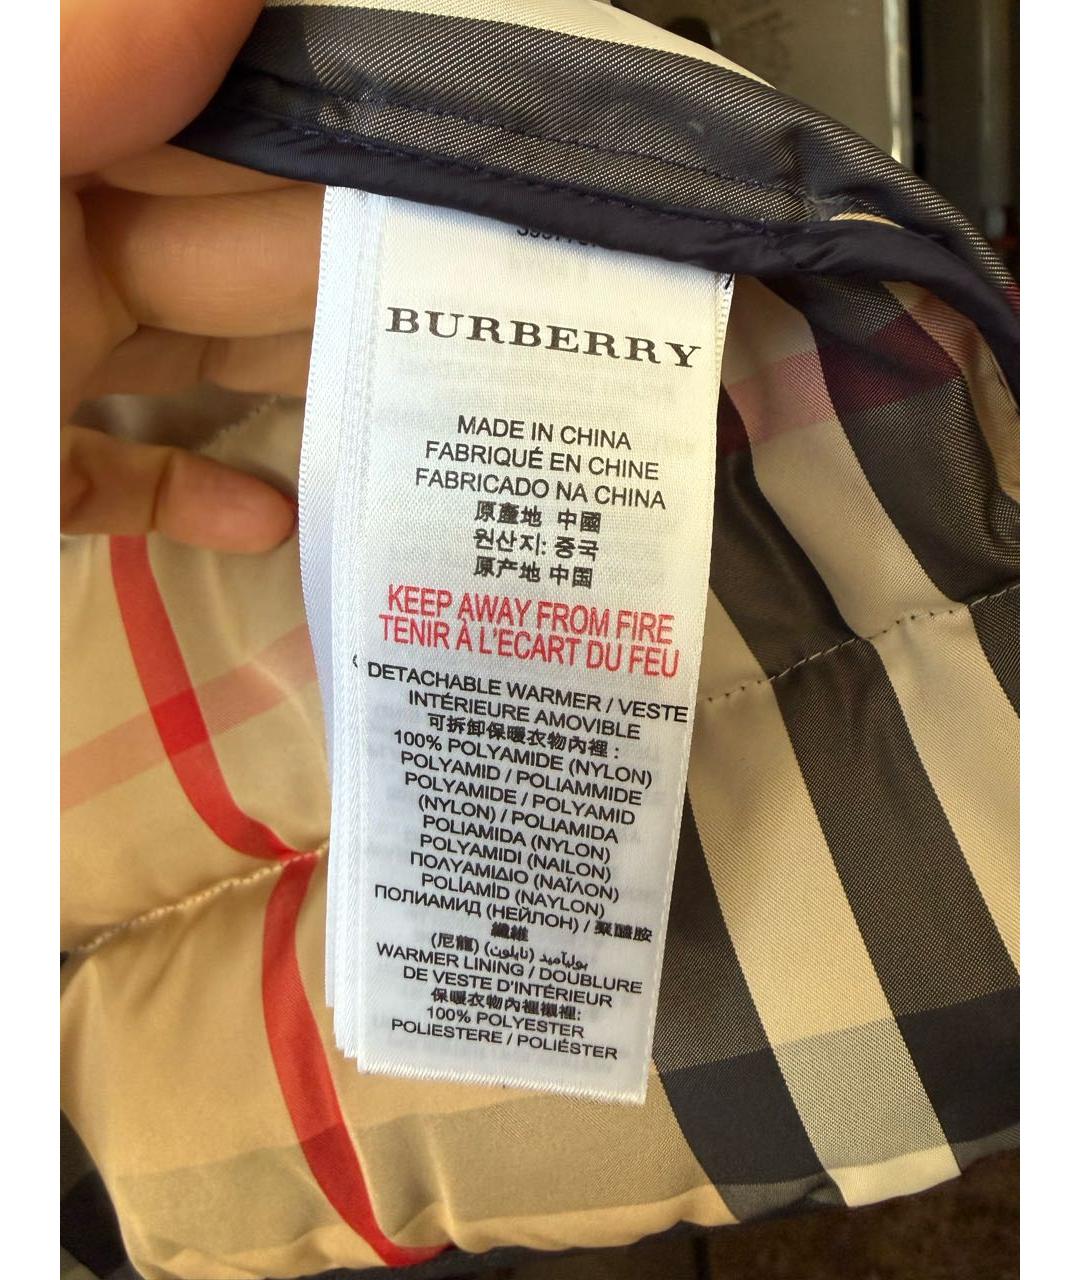 BURBERRY
MADE IN CHINA
FABRIQUÉ EN CHINE
FABRICADO NA CHINA
原產地 中國
원산지: 중국
原产地 中国
KEEP AWAY FROM FIRE
TENIR À L'ECART DU FEU
DETACHABLE WARMER / VESTE
INTÉRIEURE AMOVIBLE
可拆卸保暖衣物內裡 :
100% POLYAMIDE (NYLON)
POLYAMID / POLIAMMIDE
POLYAMIDE / POLYAMID
(NYLON) / POLIAMIDA
POLIAMIDA (NYLON)
POLYAMIDI (NAILON)
ΠΟΛΥΑΜΙΔΙΟ (ΝΑΪΛΟΝ)
POLİAMİD (NAYLON)
ПОЛИАМИД (НЕЙЛОН) / 聚醯胺
纖維
(尼龍) بوليآميد (نايلون)
WARMER LINING / DOUBLURE
DE VESTE D'INTÉRIEUR
保暖衣物內裡襯裡:
100% POLYESTER
POLIESTERE / POLIÉSTER